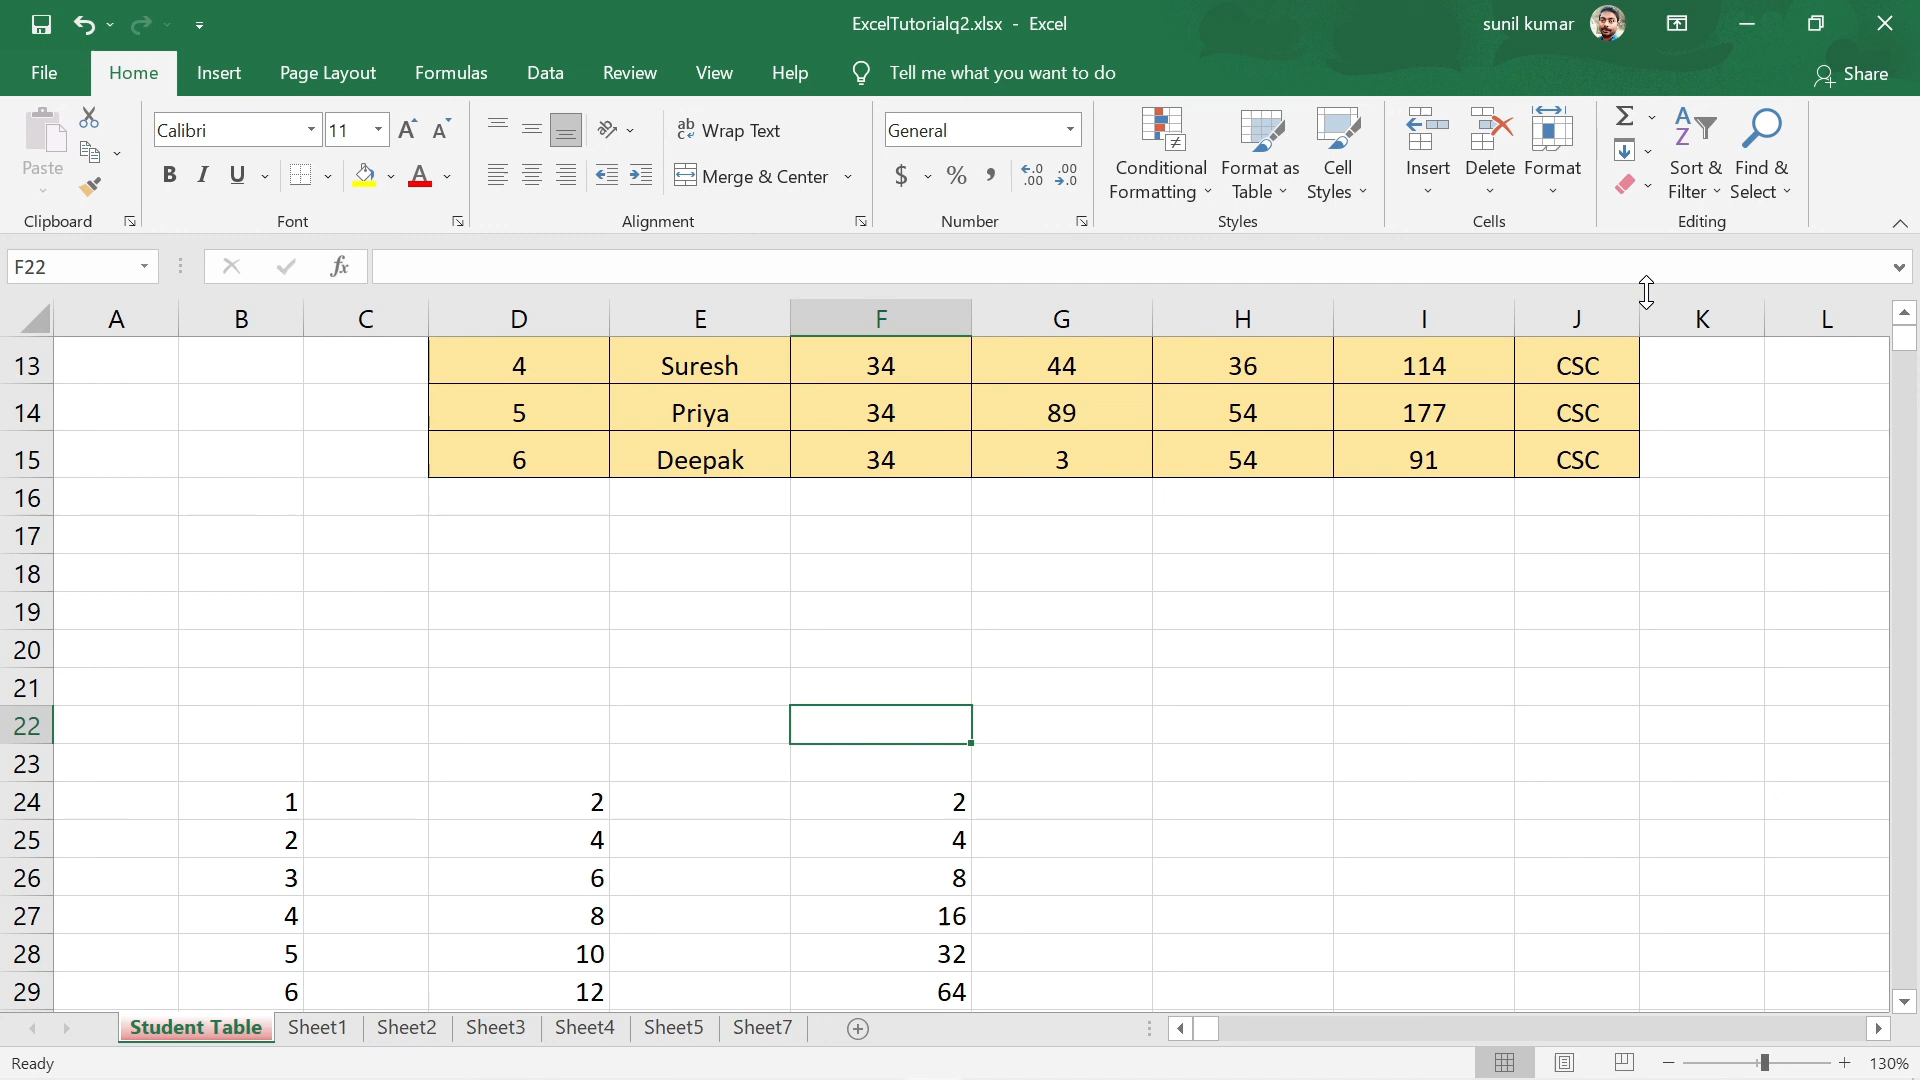 ExcelTutorialq2.xlsx - Excel
sunil kumar
File Home Insert Page Layout Formulas Data Review View Help Tell me what you want to do Share
Calibri 11 ab Wrap Text General
Paste B I U A Merge & Center $ % , Conditional Formatting Format as Table Cell Styles Insert Delete Format Sort & Filter Find & Select
Clipboard Font Alignment Number Styles Cells Editing
F22 fx
A B C D E F G H I J K L
13 4 Suresh 34 44 36 114 CSC
14 5 Priya 34 89 54 177 CSC
15 6 Deepak 34 3 54 91 CSC
16
17
18
19
20
21
22
23
24 1 2 2
25 2 4 4
26 3 6 8
27 4 8 16
28 5 10 32
29 6 12 64
Student Table Sheet1 Sheet2 Sheet3 Sheet4 Sheet5 Sheet7
Ready 130%